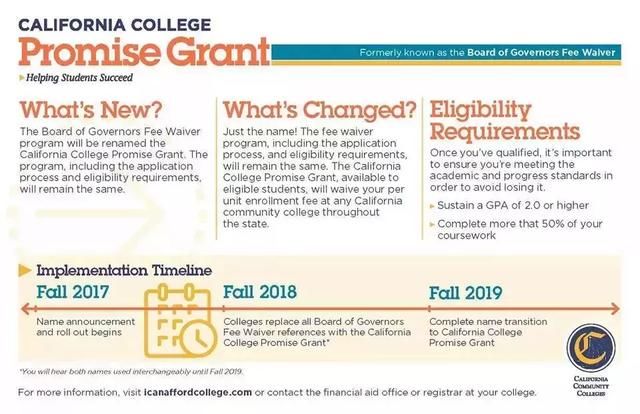 CALIFORNIA COLLEGE
Promise Grant
Formerly known as the Board of Governors Fee Waiver
Helping Students Succeed
What's New?
The Board of Governors Fee Waiver
program will be renamed the
California College Promise Grant. The
program, including the application
process and eligibility requirements,
will remain the same.
What's Changed?
Just the name! The fee waiver
program, including the application
process, and eligibility requirements,
will remain the same. The California
College Promise Grant, available to
eligible students, will waive your per
unit enrollment fee at any California
community college throughout
the state.
Eligibility
Requirements
Once you've qualified, it's important
to ensure you're meeting the
academic and progress standards in
order to avoid losing it.
Sustain a GPA of 2.0 or higher
Complete more that 50% of your
coursework
Implementation Timeline
Fall 2017
Name announcement
and roll out begins
Fall 2018
Colleges replace all Board of Governors
Fee Waiver references with the California
College Promise Grant*
Fall 2019
Complete name transition
to California College
Promise Grant
*You will hear both names used interchangeably until Fall 2019.
C
CALIFORNIA
COMMUNITY
COLLEGES
For more information, visit icanaffordcollege.com or contact the financial aid office or registrar at your college.